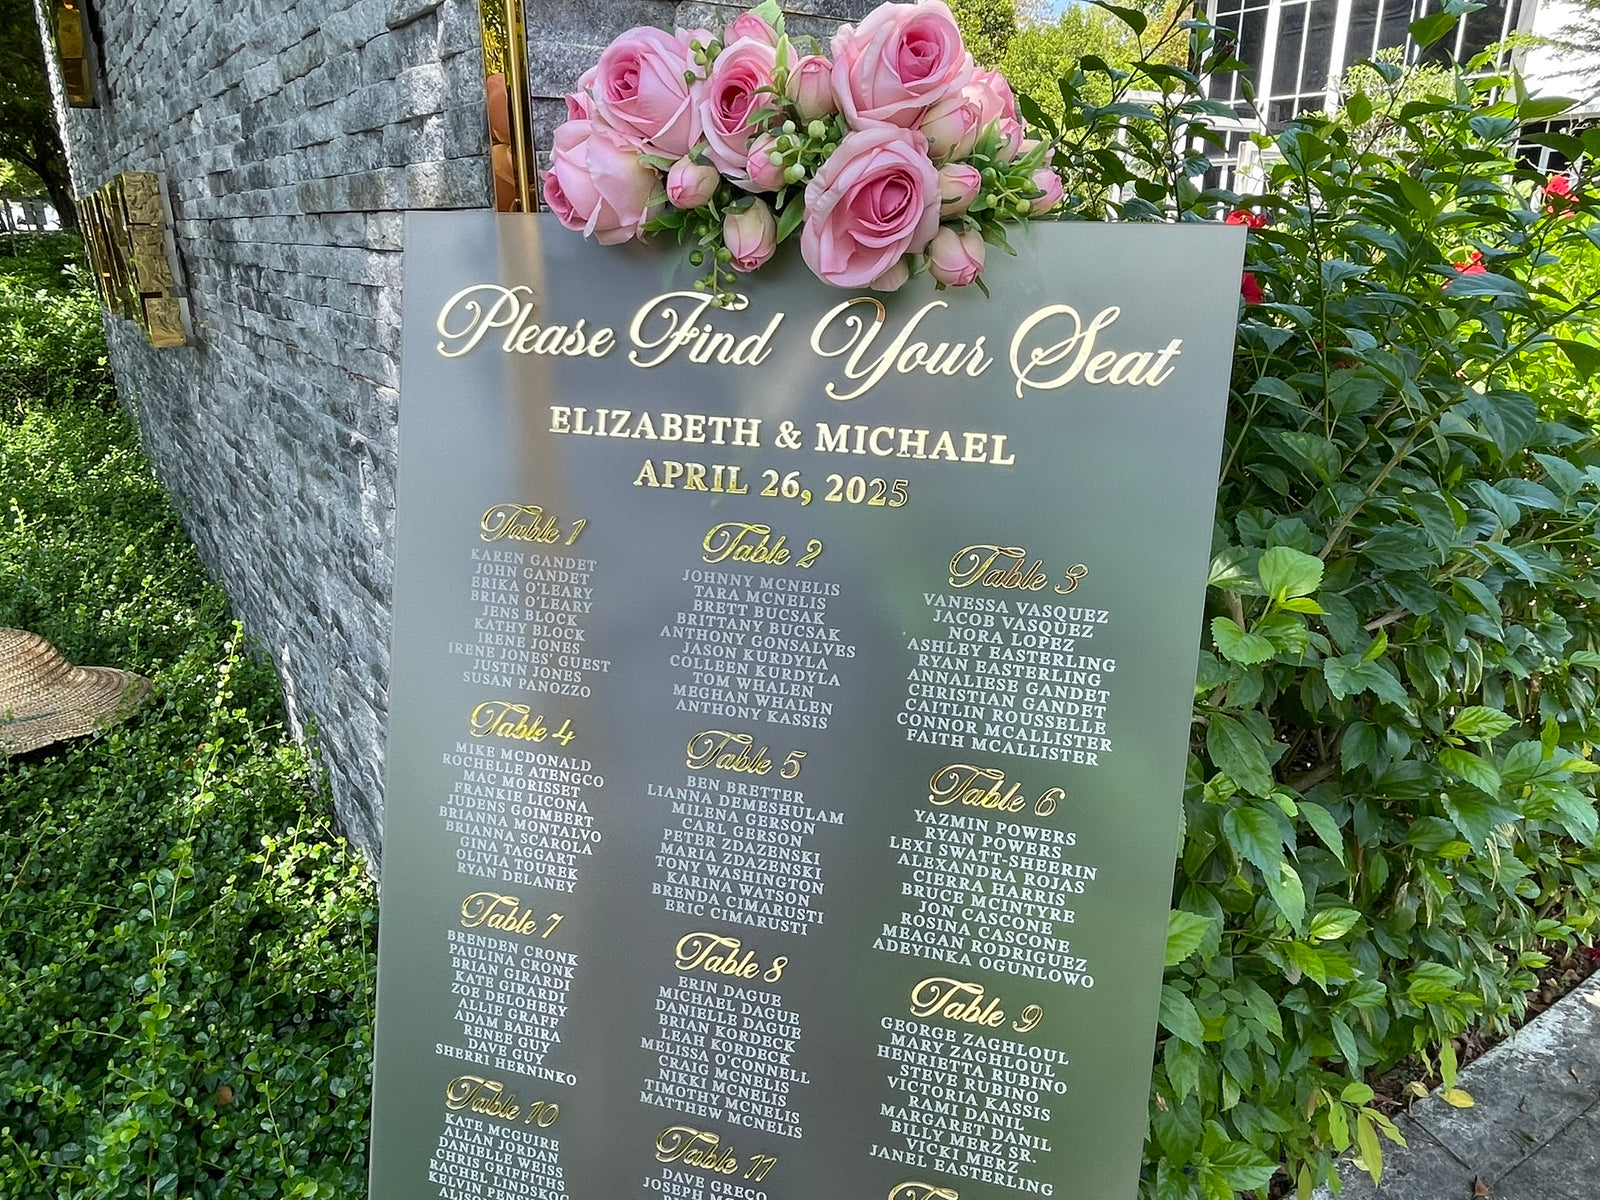 Please Find Your Seat
ELIZABETH & MICHAEL
APRIL 26, 2025
Table 1
KAREN GANDET
JOHN GANDET
ERIKA O'LEARY
BRIAN O'LEARY
JENS BLOCK
KATHY BLOCK
IRENE JONES
IRENE JONES' GUEST
JUSTIN JONES
SUSAN PANOZZO
Table 2
JOHNNY MCNELIS
TARA MCNELIS
BRETT BUCSAK
BRITTANY BUCSAK
ANTHONY GONSALVES
JASON KURDYLA
COLLEEN KURDYLA
TOM WHALEN
MEGHAN WHALEN
ANTHONY KASSIS
Table 3
VANESSA VASQUEZ
JACOB VASQUEZ
NORA LOPEZ
ASHLEY EASTERLING
RYAN EASTERLING
ANNALIESE GANDET
CHRISTIAN GANDET
CAITLIN ROUSSELLE
CONNOR MCALLISTER
FAITH MCALLISTER
Table 4
MIKE MCDONALD
ROCHELLE ATENGCO
MAC MORISSET
FRANKIE LICONA
JUDENS GOIMBERT
BRIANNA MONTALVO
BRIANNA SCAROLA
GINA TAGGART
OLIVIA TOUREK
RYAN DELANEY
Table 5
BEN BRETTER
LIANNA DEMESHULAM
MILENA GERSON
CARL GERSON
PETER ZDAZENSKI
MARIA ZDAZENSKI
TONY WASHINGTON
KARINA WATSON
BRENDA CIMARUSTI
ERIC CIMARUSTI
Table 6
YAZMIN POWERS
RYAN POWERS
LEXI SWATT-SHEERIN
ALEXANDRA ROJAS
CIERRA HARRIS
BRUCE MCINTYRE
JON CASCONE
ROSINA CASCONE
MEAGAN RODRIGUEZ
ADEYINKA OGUNLOWO
Table 7
BRENDEN CRONK
PAULINA CRONK
BRIAN GIRARDI
KATE GIRARDI
ZOE DELOHERY
ALLIE GRAFF
ADAM BABIRA
RENEE GUY
DAVE GUY
SHERRI HERNINKO
Table 8
ERIN DAGUE
MICHAEL DAGUE
DANIELLE DAGUE
BRIAN KORDECK
LEAH KORDECK
MELISSA O'CONNELL
CRAIG MCNELIS
NIKKI MCNELIS
TIMOTHY MCNELIS
MATTHEW MCNELIS
Table 9
GEORGE ZAGHLOUL
MARY ZAGHLOUL
HENRIETTA RUBINO
STEVE RUBINO
VICTORIA KASSIS
RAMI DANIL
MARGARET DANIL
BILLY MERZ SR.
VICKI MERZ
JANEL EASTERLING
Table 10
KATE MCGUIRE
ALLAN JORDAN
DANIELLE WEISS
CHRIS GRIFFITHS
RACHEL LINDSKOG
KELVIN
Table 11
DAVE GRECO
JOSEPH